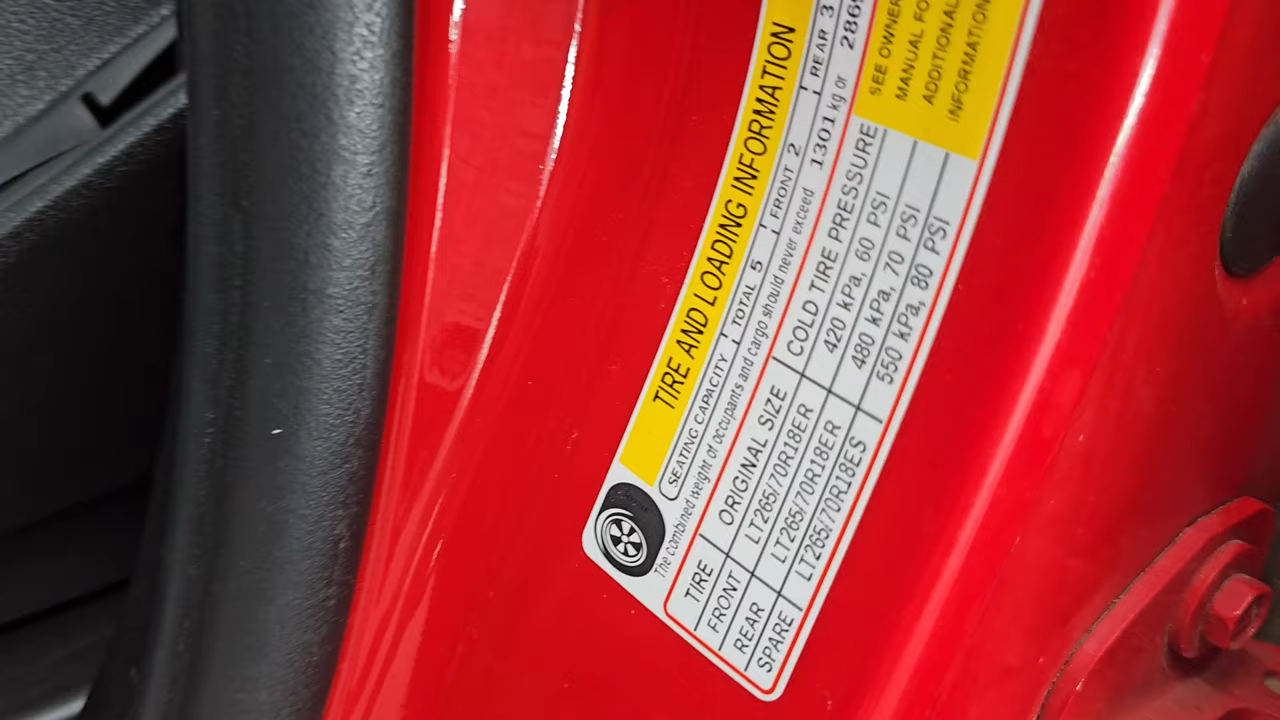 TIRE AND LOADING INFORMATION
SEATING CAPACITY TOTAL 5 FRONT 2 REAR 3
The combined weight of occupants and cargo should never exceed 1301 kg or 286
TIRE ORIGINAL SIZE COLD TIRE PRESSURE
FRONT LT265/70R18ER 420 kPa, 60 PSI
REAR LT265/70R18ER 480 kPa, 70 PSI
SPARE LT265/70R18ES 550 kPa, 80 PSI
SEE OWNER
MANUAL FO
ADDITIONAL
INFORMATION